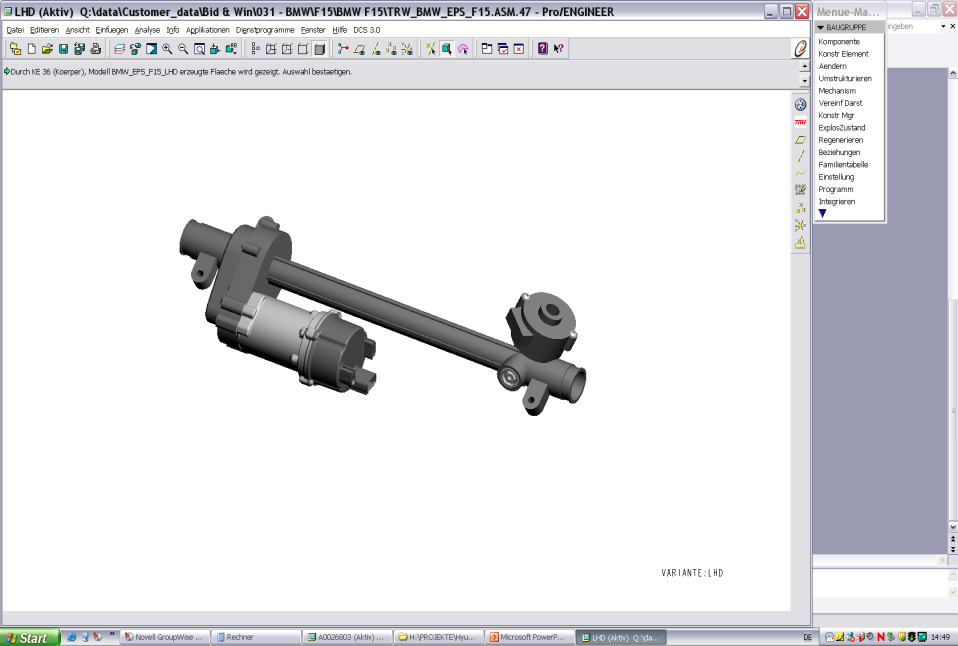 LHD (Aktiv) Q:\data\Customer_data\Bid & Win\031 - BMW\F15\BMW F15\TRW_BMW_EPS_F15.ASM.47 - Pro/ENGINEER
Datei Editieren Ansicht Einfuegen Analyse Info Applikationen Dienstprogramme Fenster Hilfe DCS 3.0
Durch KE 36 (Koerper), Modell BMW_EPS_F15_LHD erzeugte Flaeche wird gezeigt. Auswahl bestaetigen.
Menue-Ma...
ngeben
BAUGRUPPE
Komponente
Konstr Element
Aendern
Umstrukturieren
Mechanism
Vereinf Darst
Konstr Mgr
ExplosZustand
Regenerieren
Beziehungen
Familientabelle
Einstellung
Programm
Integrieren
TRW
VARIANTE:LHD
Start
Novell GroupWise ...
Rechner
A0026803 (Aktiv) ...
H:\PROJEKTE\Hyu...
Microsoft PowerP...
LHD (Aktiv) Q:\da...
DE
14:49